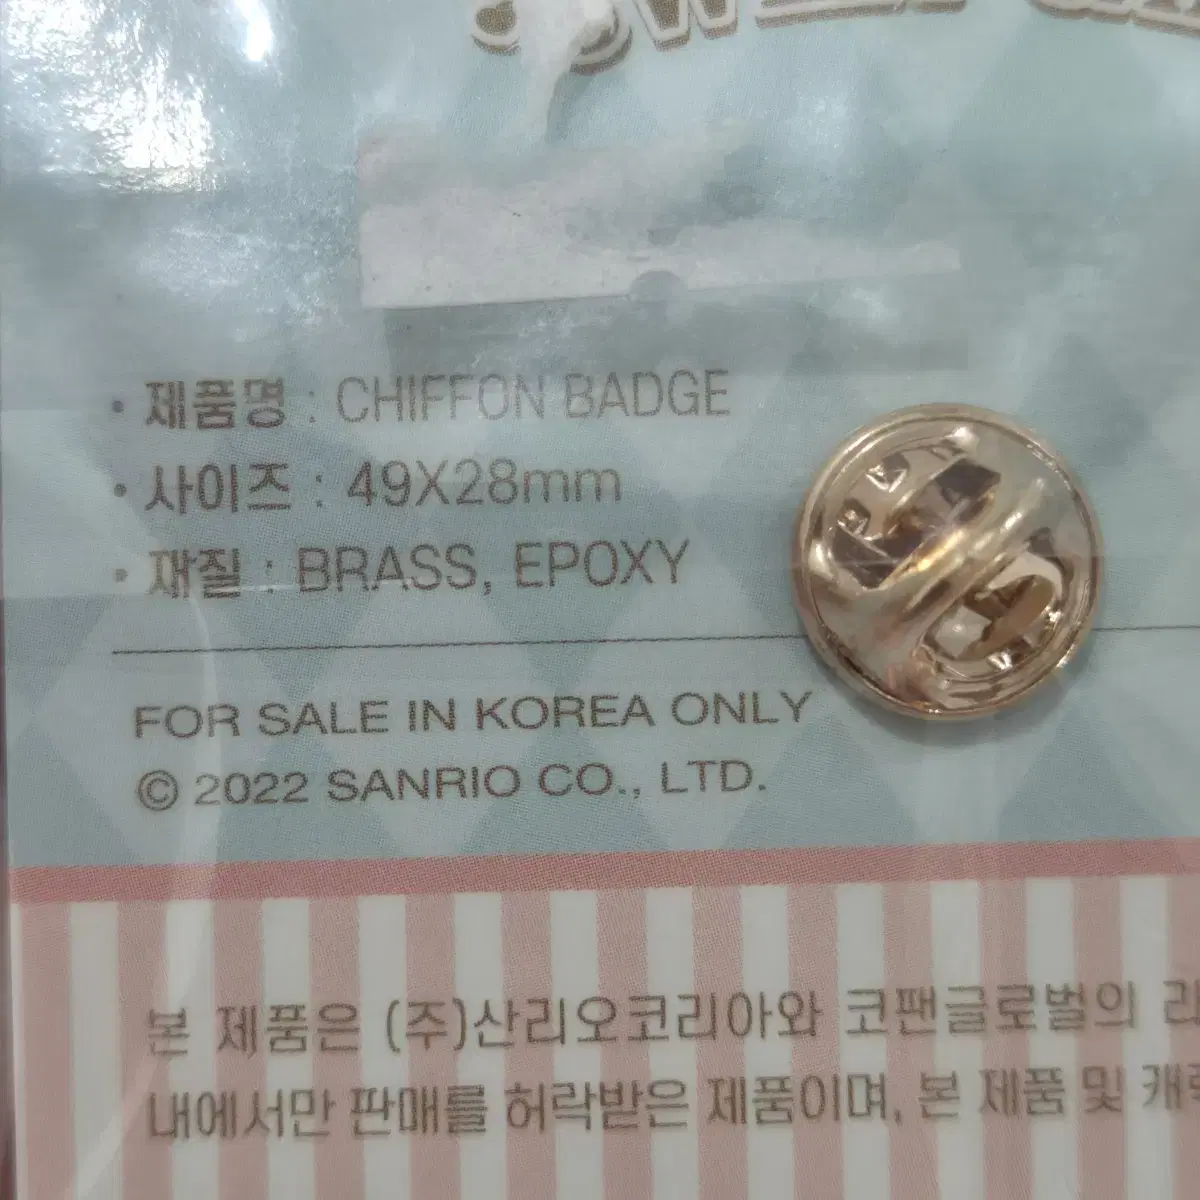 · 제품명 : CHIFFON BADGE
· 사이즈 : 49X28mm
· 재질 : BRASS, EPOXY
FOR SALE IN KOREA ONLY
© 2022 SANRIO CO., LTD.
본 제품은 (주)산리오코리아와 코팬글로벌의
내에서만 판매를 허락받은 제품이며, 본 제품 및